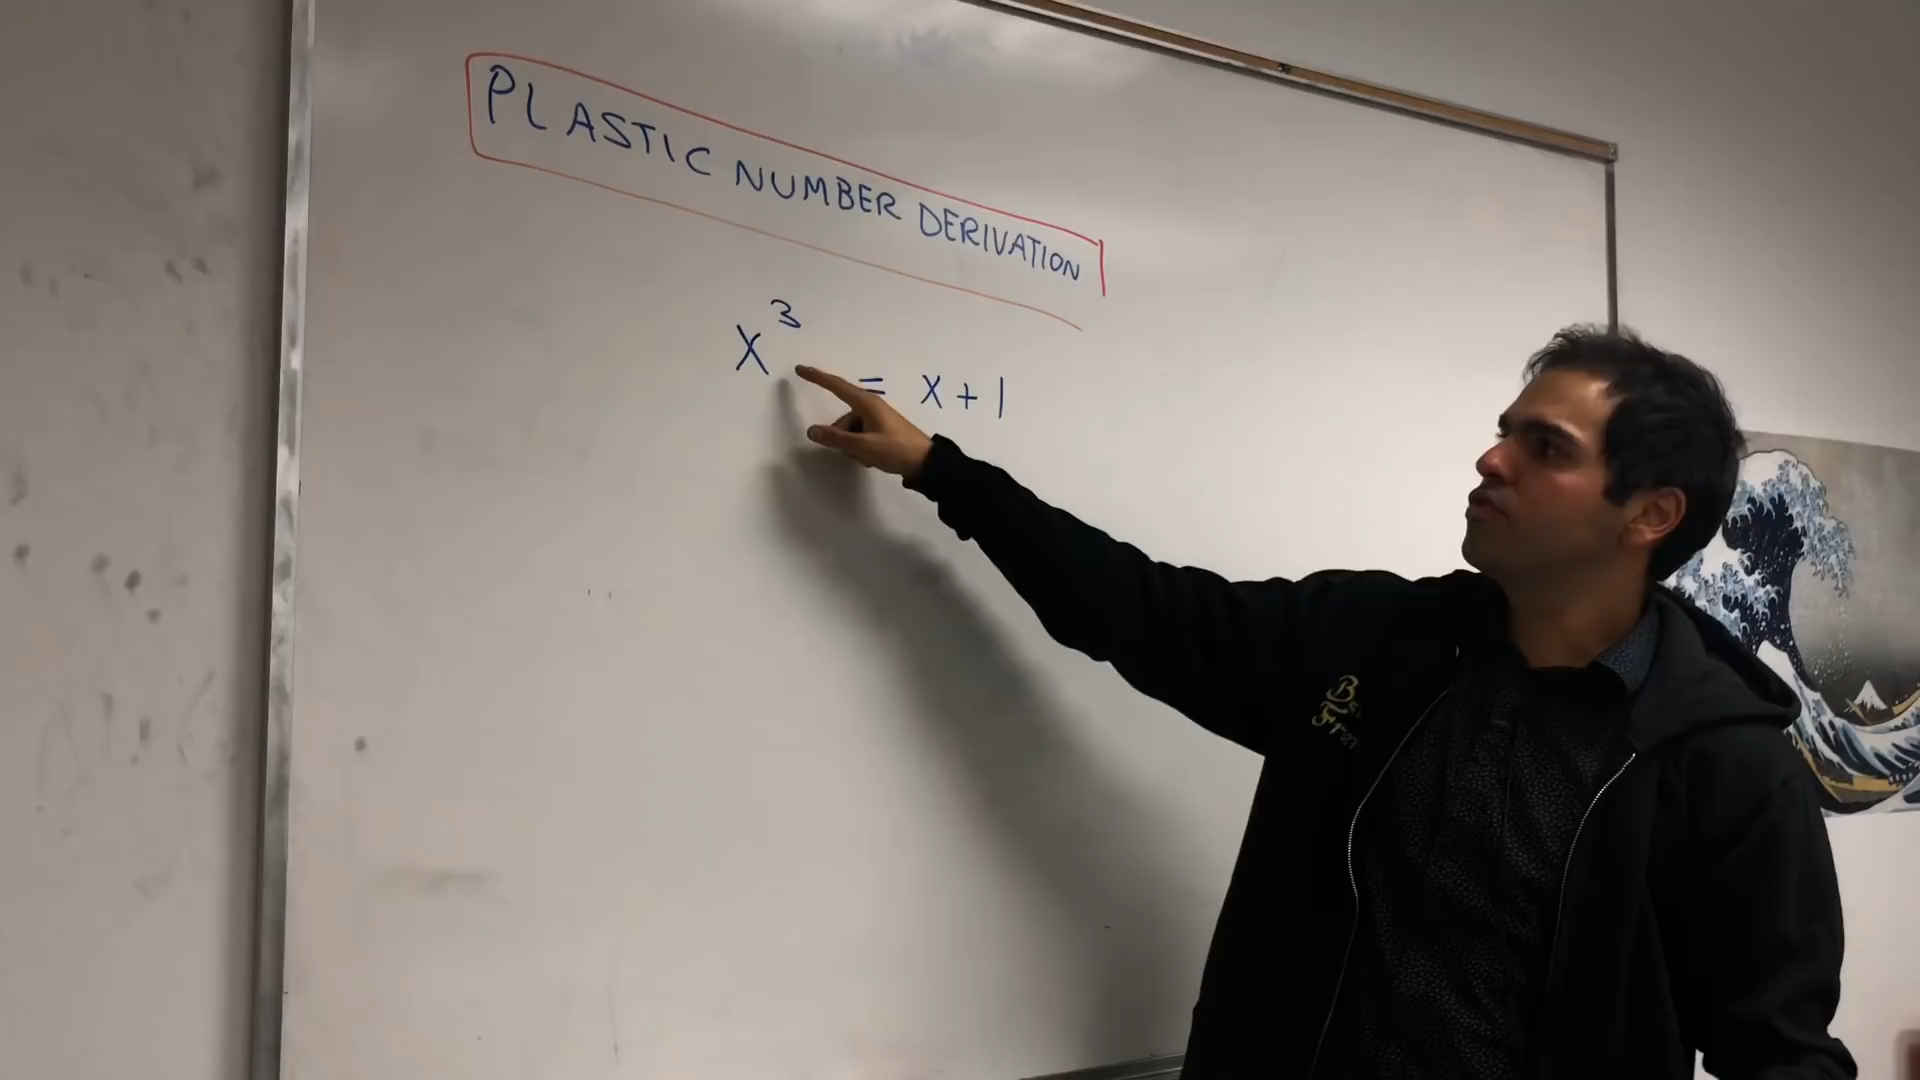 PLASTIC NUMBER DERIVATION
x³ = x + 1